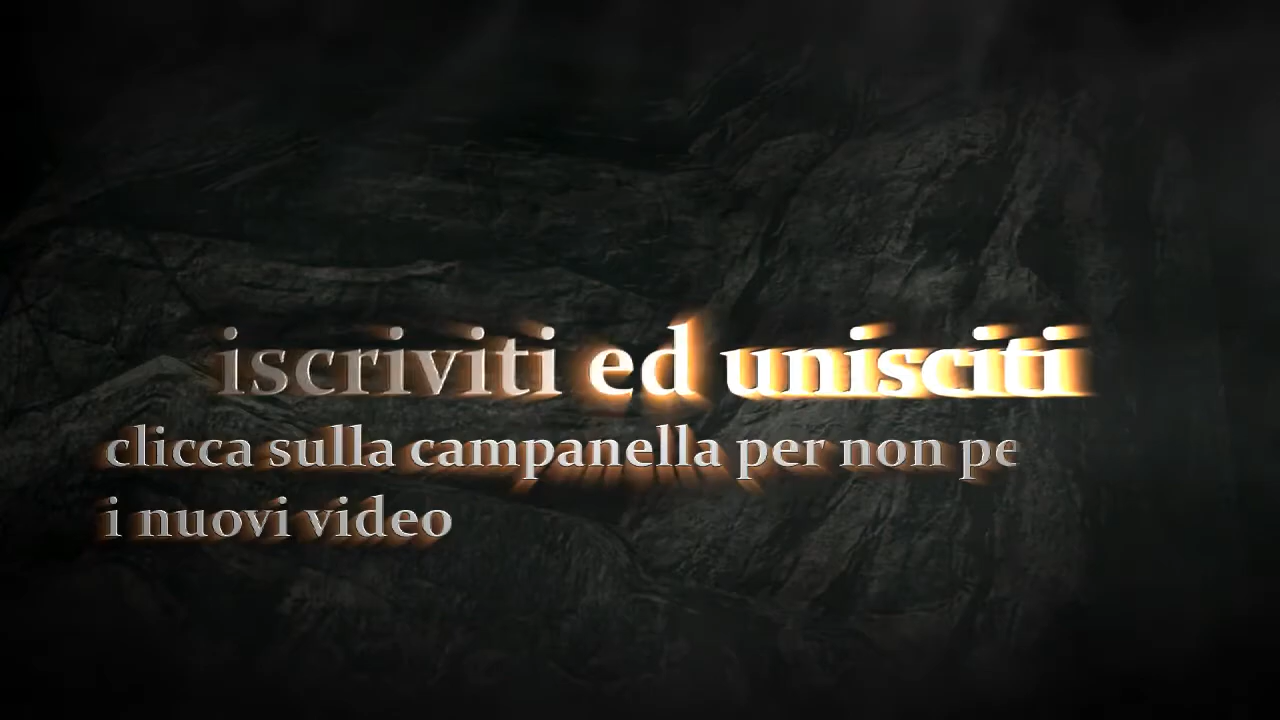 iscriviti ed unisciti
clicca sulla campanella per non pe
i nuovi video